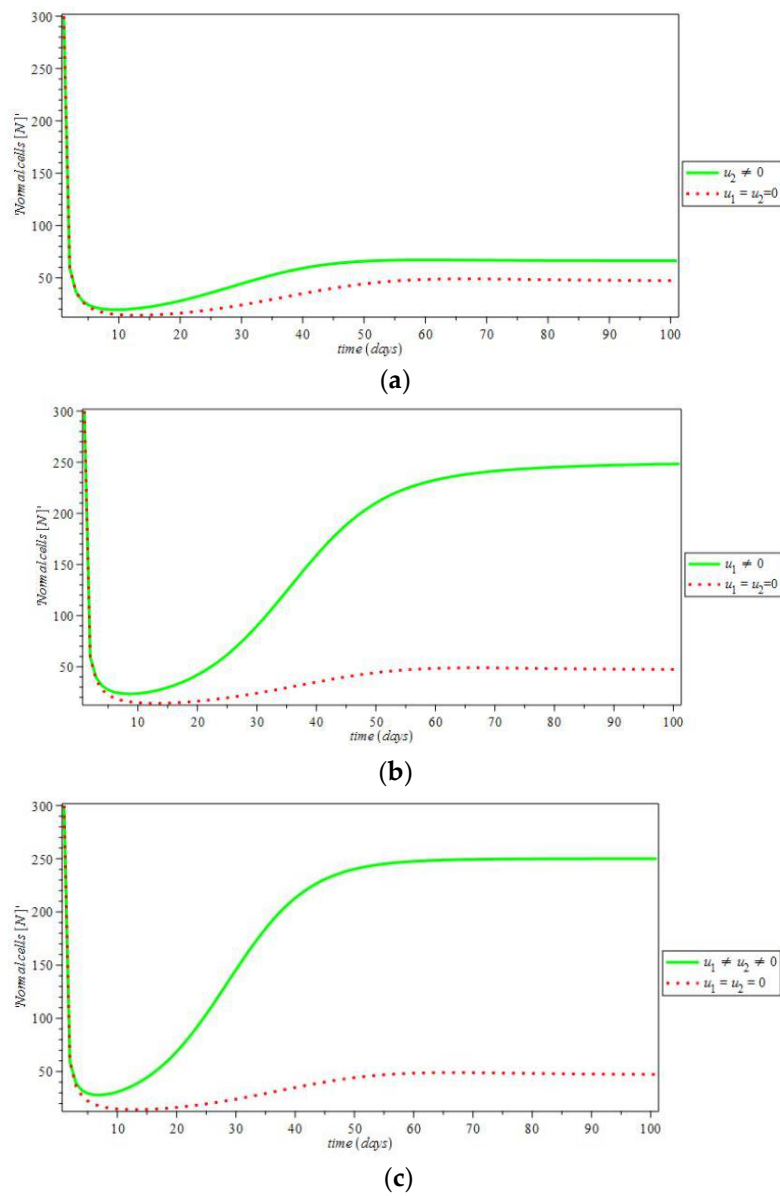 300
250
200
150
100
50
'Normal cells [N]'
10 20 30 40 50 60 70 80 90 100
time (days)
u₂ ≠ 0
u₁ = u₂=0
(a)
300
250
200
150
100
50
'Normal cells [N]'
10 20 30 40 50 60 70 80 90 100
time (days)
u₁ ≠ 0
u₁ = u₂=0
(b)
300
250
200
150
100
50
'Normal cells [N]'
10 20 30 40 50 60 70 80 90 100
time (days)
u₁ ≠ u₂ ≠ 0
u₁ = u₂ = 0
(c)